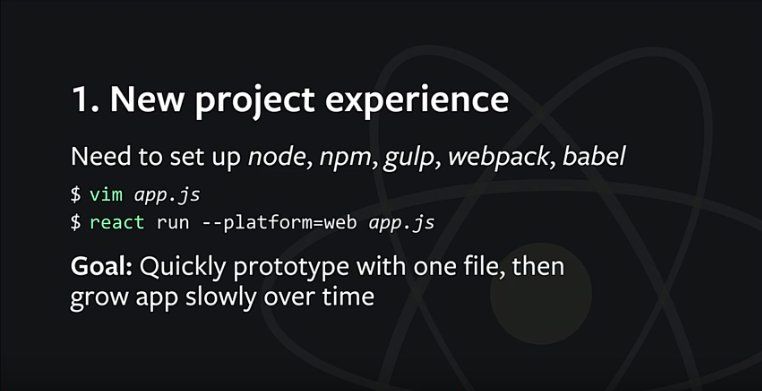 1. New project experience
Need to set up node, npm, gulp, webpack, babel
$ vim app.js
$ react run --platform=web app.js
Goal: Quickly prototype with one file, then
grow app slowly over time